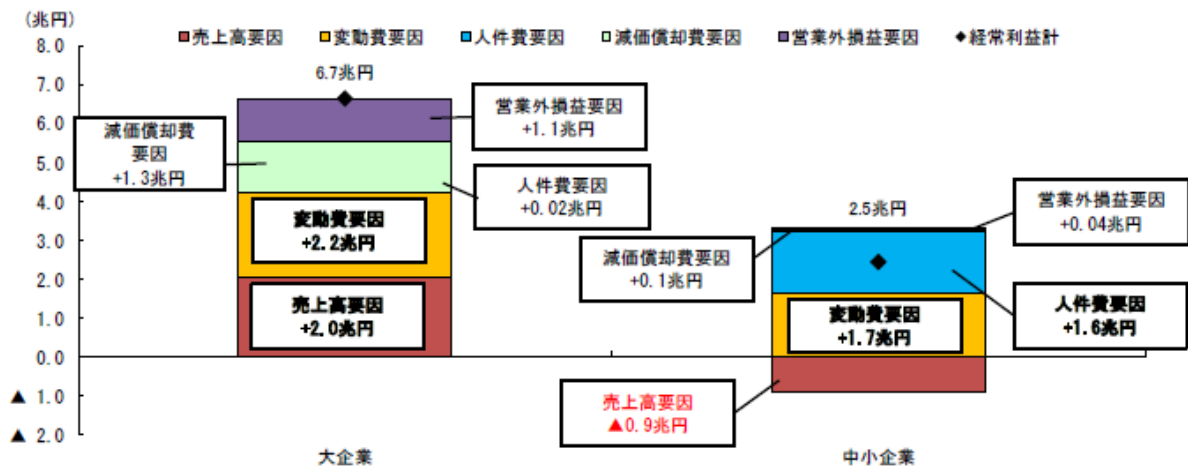 (兆円)
■売上高要因 ■変動費要因 ■人件費要因 □減価償却費要因 ■営業外損益要因 ◆経常利益計
8.0
7.0
6.0
5.0
4.0
3.0
2.0
1.0
0.0
▲ 1.0
▲ 2.0
6.7兆円
減価償却費
要因
+1.3兆円
営業外損益要因
+1.1兆円
人件費要因
+0.02兆円
変動費要因
+2.2兆円
売上高要因
+2.0兆円
大企業
2.5兆円
営業外損益要因
+0.04兆円
減価償却費要因
+0.1兆円
人件費要因
+1.6兆円
変動費要因
+1.7兆円
売上高要因
▲0.9兆円
中小企業